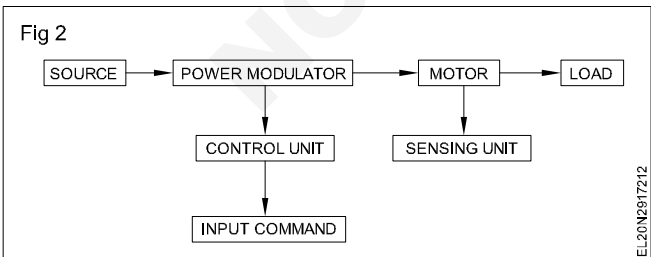 Fig 2
SOURCE POWER MODULATOR MOTOR LOAD
CONTROL UNIT SENSING UNIT
INPUT COMMAND
EL20N2917212